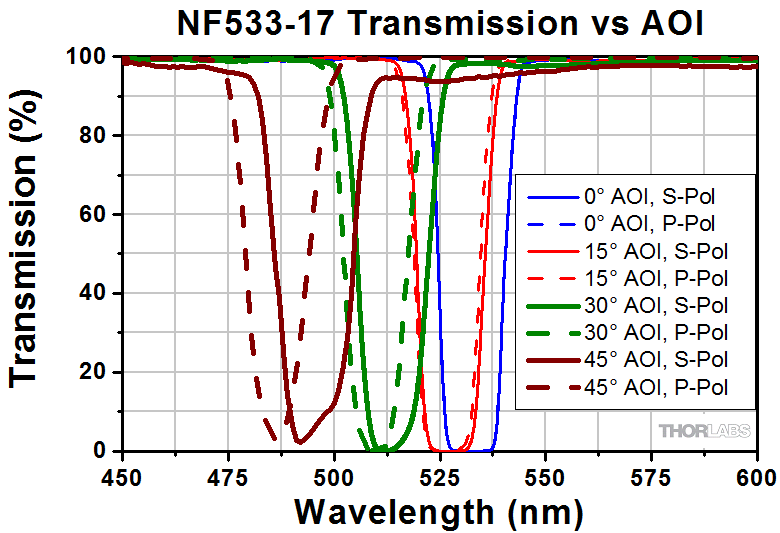 NF533-17 Transmission vs AOI
Transmission (%)
100
80
60
40
20
0
0° AOI, S-Pol
0° AOI, P-Pol
15° AOI, S-Pol
15° AOI, P-Pol
30° AOI, S-Pol
30° AOI, P-Pol
45° AOI, S-Pol
45° AOI, P-Pol
THORLABS
450 475 500 525 550 575 600
Wavelength (nm)